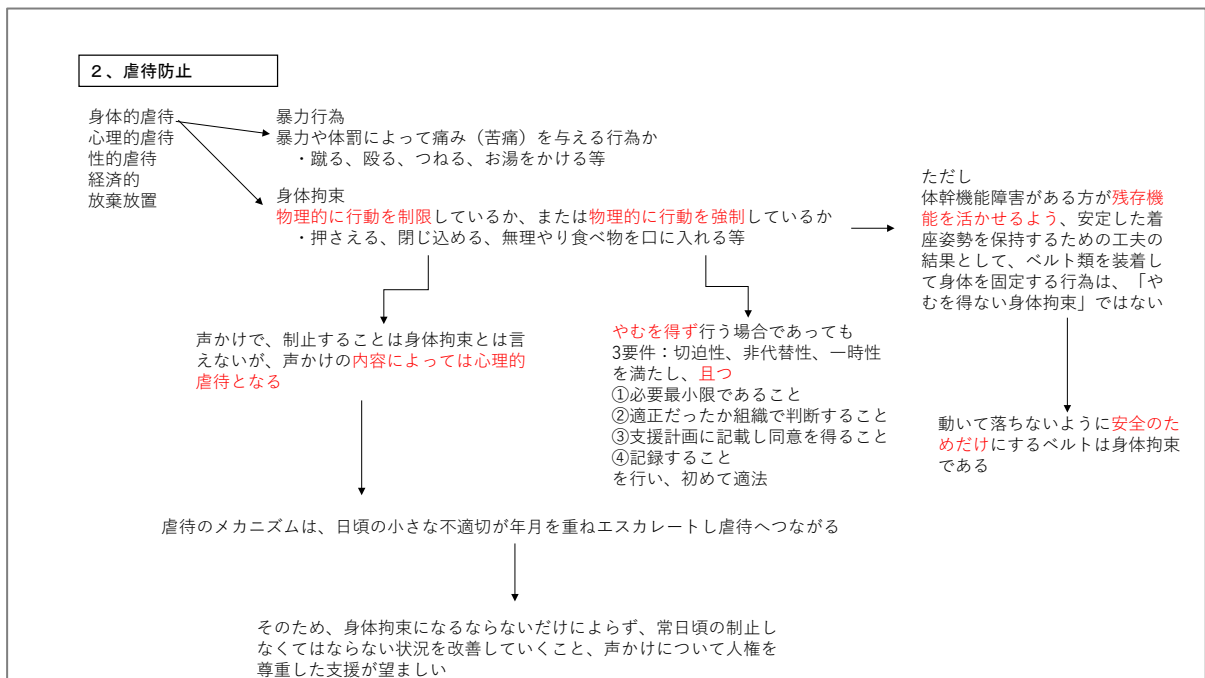 ２、虐待防止
身体的虐待
心理的虐待
性的虐待
経済的
放棄放置
暴力行為
暴力や体罰によって痛み（苦痛）を与える行為か
・蹴る、殴る、つねる、お湯をかける等
身体拘束
物理的に行動を制限しているか、または物理的に行動を強制しているか
・押さえる、閉じ込める、無理やり食べ物を口に入れる等
ただし
体幹機能障害がある方が残存機
能を活かせるよう、安定した着
座姿勢を保持するための工夫の
結果として、ベルト類を装着し
て身体を固定する行為は、「や
むを得ない身体拘束」ではない
声かけで、制止することは身体拘束とは言
えないが、声かけの内容によっては心理的
虐待となる
やむを得ず行う場合であっても
3要件：切迫性、非代替性、一時性
を満たし、且つ
①必要最小限であること
②適正だったか組織で判断すること
③支援計画に記載し同意を得ること
④記録すること
を行い、初めて適法
動いて落ちないように安全のた
めだけにするベルトは身体拘束
である
虐待のメカニズムは、日頃の小さな不適切が年月を重ねエスカレートし虐待へつながる
そのため、身体拘束になるならないだけによらず、常日頃の制止し
なくてはならない状況を改善していくこと、声かけについて人権を
尊重した支援が望ましい